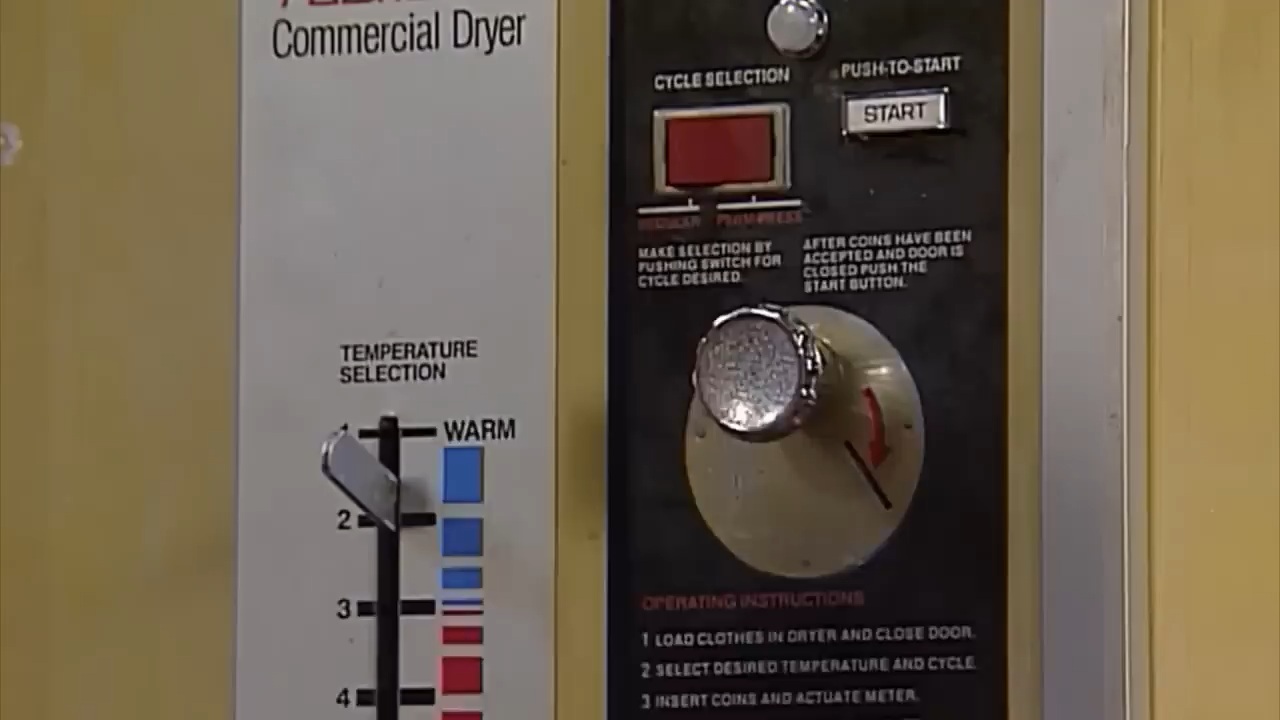 Commercial Dryer
TEMPERATURE
SELECTION
1
WARM
2
3
4
CYCLE SELECTION
PUSH-TO-START
START
REGULAR
PERM-PRESS
MAKE SELECTION BY
PUSHING SWITCH FOR
CYCLE DESIRED.
AFTER COINS HAVE BEEN
ACCEPTED AND DOOR IS
CLOSED PUSH THE
START BUTTON.
OPERATING INSTRUCTIONS
1 LOAD CLOTHES IN DRYER AND CLOSE DOOR.
2 SELECT DESIRED TEMPERATURE AND CYCLE.
3 INSERT COINS AND ACTUATE METER.